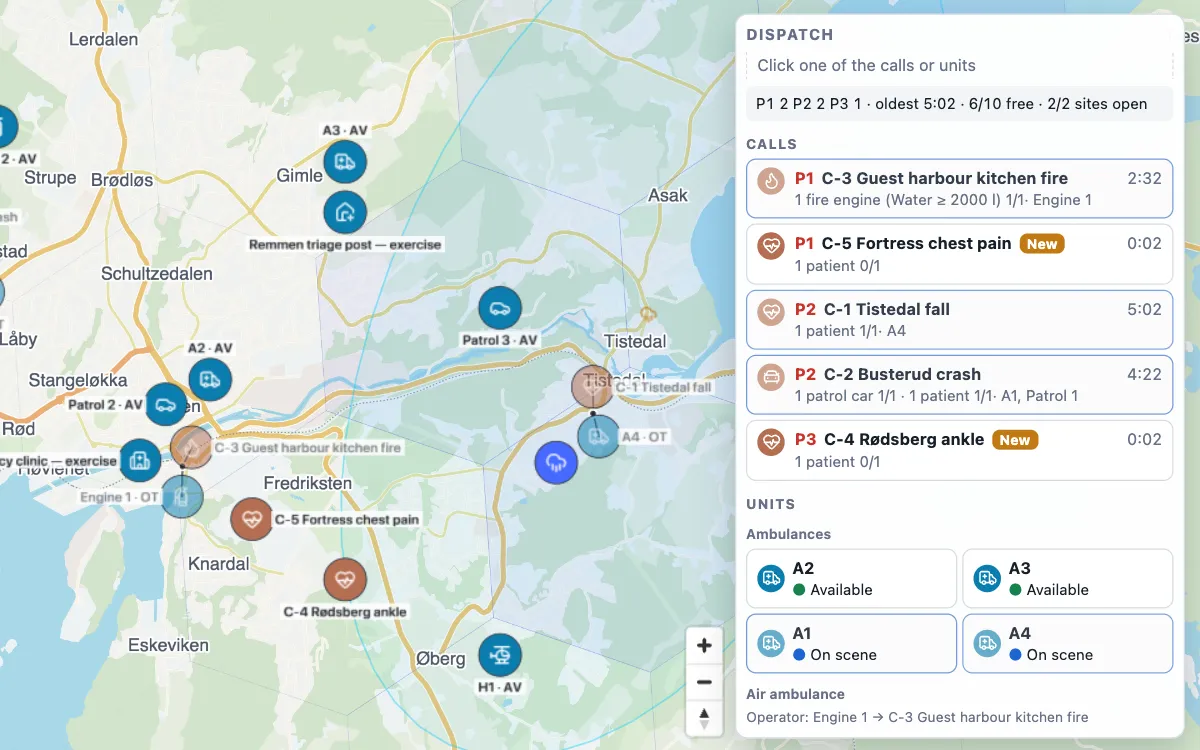 Lerdalen
A3 · AV
2 · AV
Strupe
Brødløs
Gimle
Asak
Remmen triage post — exercise
Schultzedalen
Patrol 3 · AV
Tistedal
Låby
A2 · AV
Stangeløkka
Tistedal
C-1 Tistedal fall
Patrol 2 · AV
en
Rød
A4 · OT
C-3 Guest harbour kitchen fire
cy clinic — exercise
Høvleriet
Fredriksten
Engine 1 · OT
C-5 Fortress chest pain
Knardal
C-4 Rødsberg ankle
Eskeviken
Øberg
H1 · AV
DISPATCH
Click one of the calls or units
P1 2 P2 2 P3 1 · oldest 5:02 · 6/10 free · 2/2 sites open
CALLS
P1 C-3 Guest harbour kitchen fire 2:32
1 fire engine (Water ≥ 2000 l) 1/1· Engine 1
P1 C-5 Fortress chest pain New 0:02
1 patient 0/1
P2 C-1 Tistedal fall 5:02
1 patient 1/1· A4
P2 C-2 Busterud crash 4:22
1 patrol car 1/1 · 1 patient 1/1· A1, Patrol 1
P3 C-4 Rødsberg ankle New 0:02
1 patient 0/1
UNITS
Ambulances
A2
Available
A3
Available
A1
On scene
A4
On scene
Air ambulance
Operator: Engine 1 → C-3 Guest harbour kitchen fire